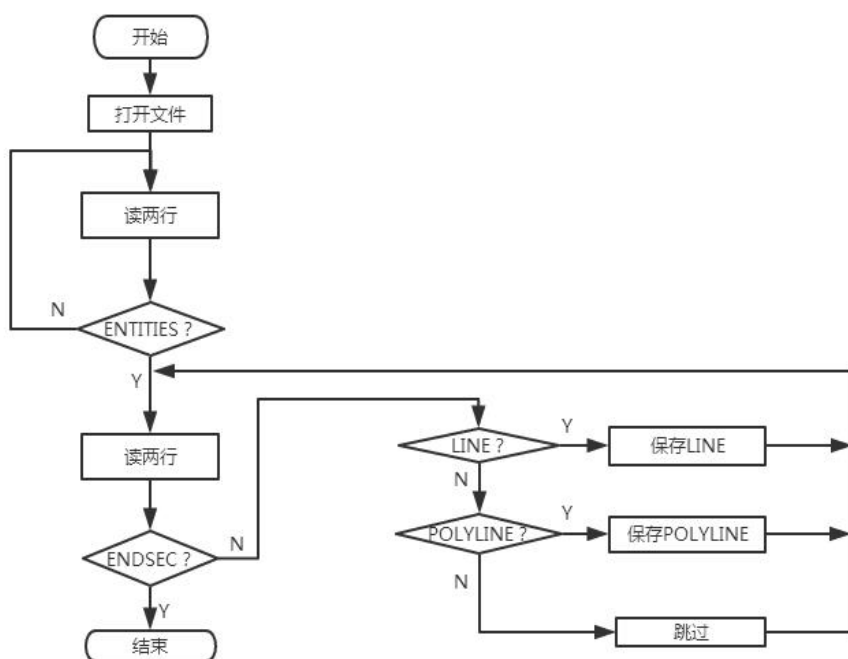 开始
打开文件
读两行
N
ENTITIES？
Y
读两行
N
ENDSEC？
Y
结束
LINE？
Y
保存LINE
N
POLYLINE？
Y
保存POLYLINE
N
跳过